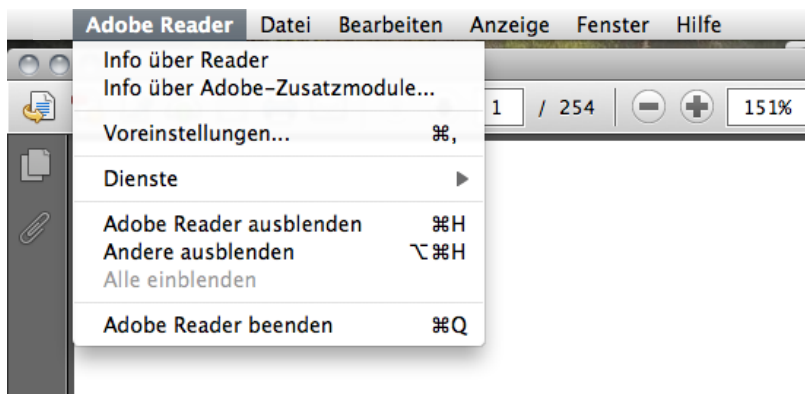 Adobe Reader Datei Bearbeiten Anzeige Fenster Hilfe
Info über Reader
Info über Adobe-Zusatzmodule...
1 / 254 151%
Voreinstellungen... ⌘,
Dienste
Adobe Reader ausblenden ⌘H
Andere ausblenden ⌥⌘H
Alle einblenden
Adobe Reader beenden ⌘Q